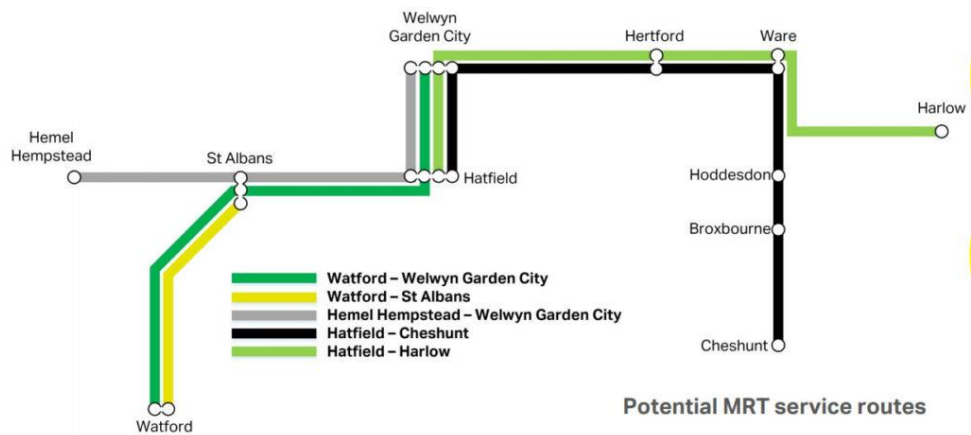 Welwyn
Garden City
Hertford
Ware
Harlow
Hemel
Hempstead
St Albans
Hatfield
Hoddesdon
Broxbourne
Watford – Welwyn Garden City
Watford – St Albans
Hemel Hempstead – Welwyn Garden City
Hatfield – Cheshunt
Hatfield – Harlow
Cheshunt
Potential MRT service routes
Watford